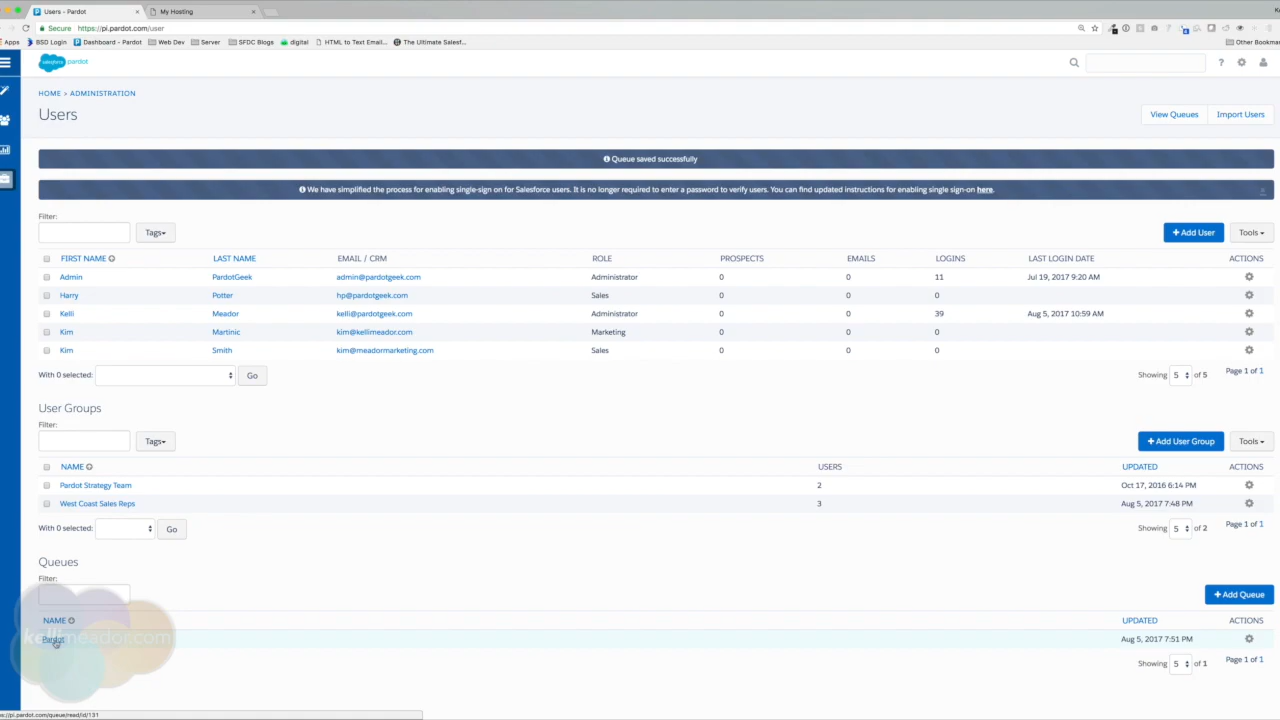 Users - Pardot
My Hosting
Secure https://pi.pardot.com/user
Apps BSD Login Dashboard - Pardot Web Dev Server SFDC Blogs digital HTML to Text Email... The Ultimate Salesf... Other Bookmar
salesforce pardot
HOME > ADMINISTRATION
Users
View Queues Import Users
Queue saved successfully
We have simplified the process for enabling single-sign on for Salesforce users. It is no longer required to enter a password to verify users. You can find updated instructions for enabling single sign-on here.
Filter:
Tags
+ Add User Tools
FIRST NAME LAST NAME EMAIL / CRM ROLE PROSPECTS EMAILS LOGINS LAST LOGIN DATE ACTIONS
Admin PardotGeek admin@pardotgeek.com Administrator 0 0 11 Jul 19, 2017 9:20 AM
Harry Potter hp@pardotgeek.com Sales 0 0 0
Kelli Meador kelli@pardotgeek.com Administrator 0 0 39 Aug 5, 2017 10:59 AM
Kim Martinic kim@kellimeador.com Marketing 0 0 0
Kim Smith kim@meadormarketing.com Sales 0 0 0
With 0 selected: Go Showing 5 of 5 Page 1 of 1
User Groups
Filter:
Tags
+ Add User Group Tools
NAME USERS UPDATED ACTIONS
Pardot Strategy Team 2 Oct 17, 2016 6:14 PM
West Coast Sales Reps 3 Aug 5, 2017 7:48 PM
With 0 selected: Go Showing 5 of 2 Page 1 of 1
Queues
Filter:
+ Add Queue
NAME UPDATED ACTIONS
Pardot Aug 5, 2017 7:51 PM
kellimeador.com
Showing 5 of 1 Page 1 of 1
s://pi.pardot.com/queue/read/id/131